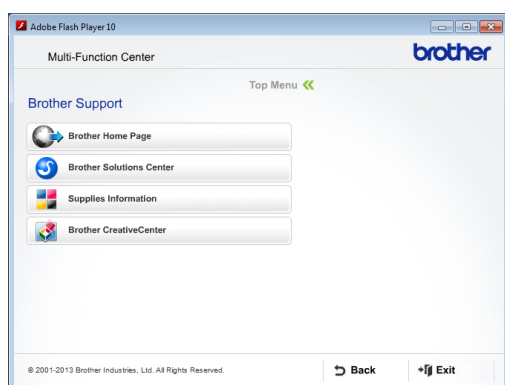 Adobe Flash Player 10
Multi-Function Center
brother
Top Menu
Brother Support
Brother Home Page
Brother Solutions Center
Supplies Information
Brother CreativeCenter
© 2001-2013 Brother Industries, Ltd. All Rights Reserved.
Back
Exit